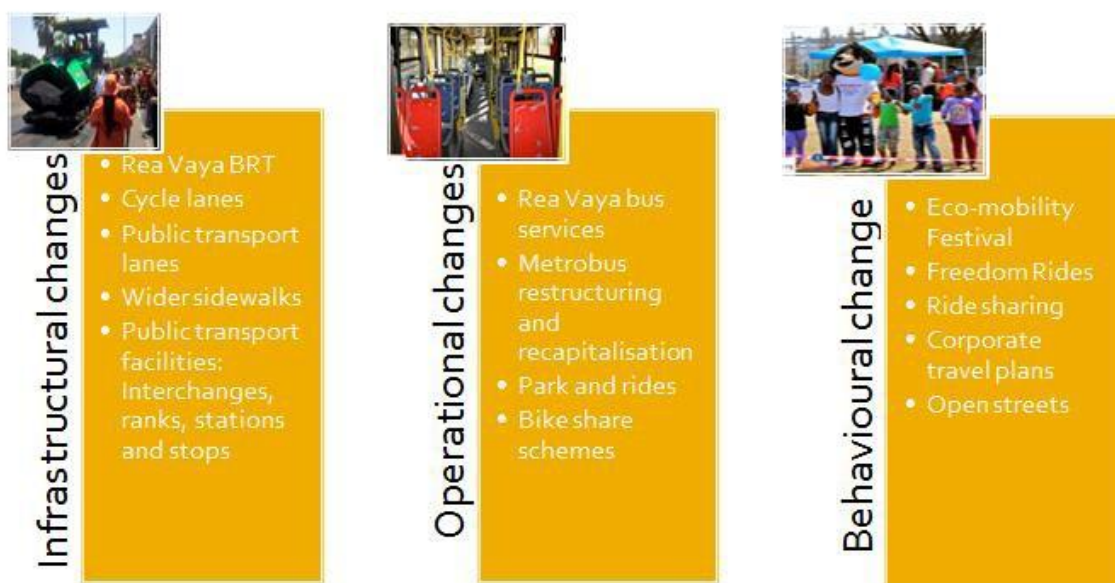 Infrastructural changes
• Rea Vaya BRT
• Cycle lanes
• Public transport
lanes
• Wider sidewalks
• Public transport
facilities:
Interchanges,
ranks, stations
and stops
Operational changes
• Rea Vaya bus
services
• Metrobus
restructuring
and
recapitalisation
• Park and rides
• Bike share
schemes
Behavioural change
• Eco-mobility
Festival
• Freedom Rides
• Ride sharing
• Corporate
travel plans
• Open streets